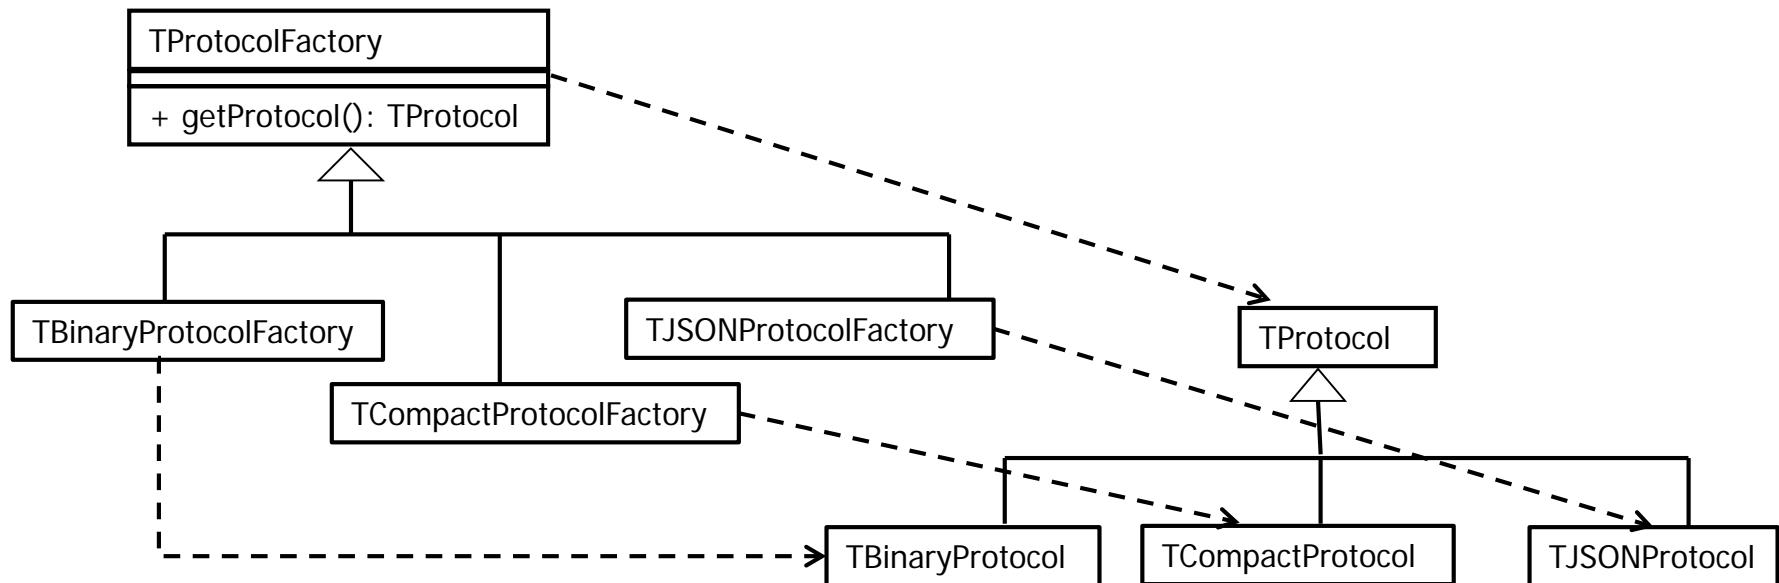 TProtocolFactory
+ getProtocol(): TProtocol
TBinaryProtocolFactory
TJSONProtocolFactory
TProtocol
TCompactProtocolFactory
TBinaryProtocol
TCompactProtocol
TJSONProtocol